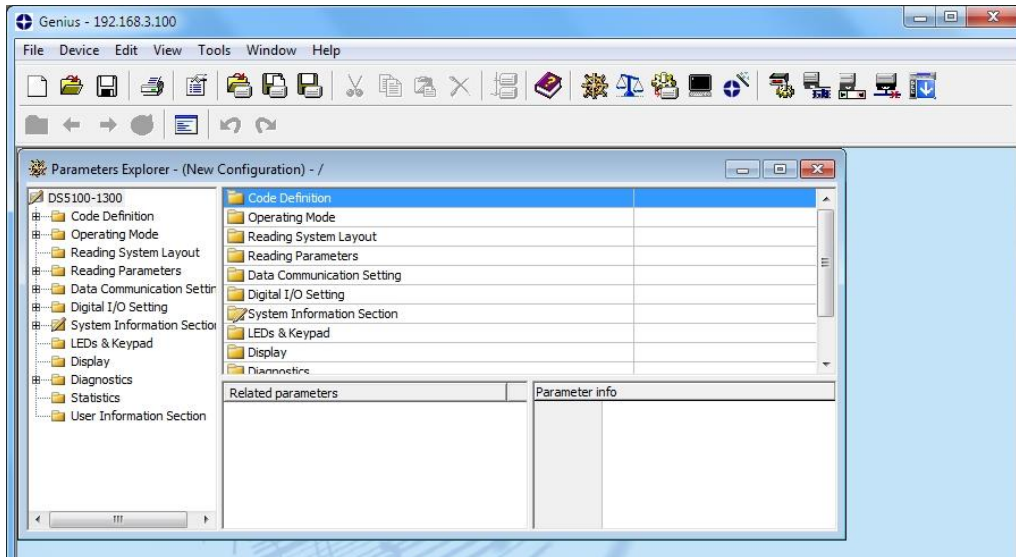 Genius - 192.168.3.100
File Device Edit View Tools Window Help
Parameters Explorer - (New Configuration) - /
DS5100-1300
Code Definition
Operating Mode
Reading System Layout
Reading Parameters
Data Communication Settin
Digital I/O Setting
System Information Section
LEDs & Keypad
Display
Diagnostics
Statistics
User Information Section
Code Definition
Operating Mode
Reading System Layout
Reading Parameters
Data Communication Setting
Digital I/O Setting
System Information Section
LEDs & Keypad
Display
Diagnostics
Related parameters
Parameter info